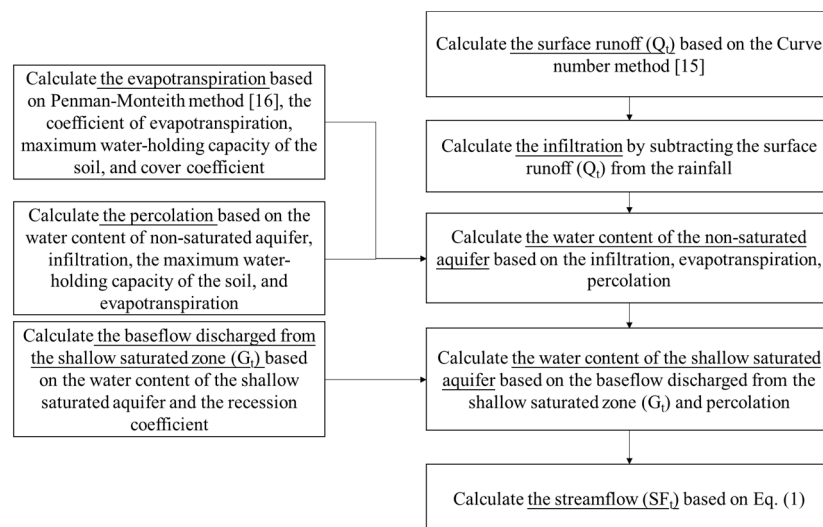 Calculate the surface runoff (Qt) based on the Curve
number method [15]
Calculate the evapotranspiration based
on Penman-Monteith method [16], the
coefficient of evapotranspiration,
maximum water-holding capacity of the
soil, and cover coefficient
Calculate the infiltration by subtracting the surface
runoff (Qt) from the rainfall
Calculate the percolation based on the
water content of non-saturated aquifer,
infiltration, the maximum water-
holding capacity of the soil, and
evapotranspiration
Calculate the water content of the non-saturated
aquifer based on the infiltration, evapotranspiration,
percolation
Calculate the baseflow discharged from
the shallow saturated zone (Gt) based
on the water content of the shallow
saturated aquifer and the recession
coefficient
Calculate the water content of the shallow saturated
aquifer based on the baseflow discharged from the
shallow saturated zone (Gt) and percolation
Calculate the streamflow (SFt) based on Eq. (1)